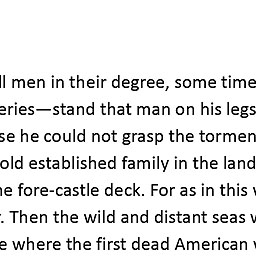 ll men in their degree, some time
eries—stand that man on his legs
se he could not grasp the tormen
old established family in the land
he fore-castle deck. For as in this
. Then the wild and distant seas
e where the first dead American